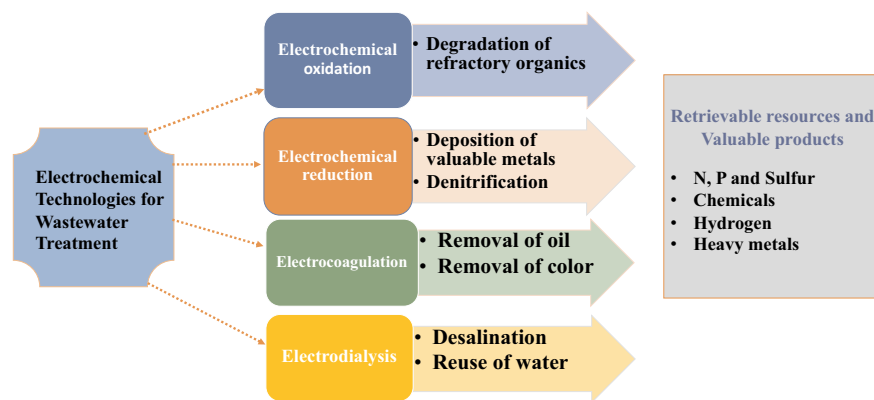 Electrochemical
Technologies for
Wastewater
Treatment
Electrochemical
oxidation
• Degradation of
refractory organics
Electrochemical
reduction
• Deposition of
valuable metals
• Denitrification
Electrocoagulation
• Removal of oil
• Removal of color
Electrodialysis
• Desalination
• Reuse of water
Retrievable resources and
Valuable products
• N, P and Sulfur
• Chemicals
• Hydrogen
• Heavy metals